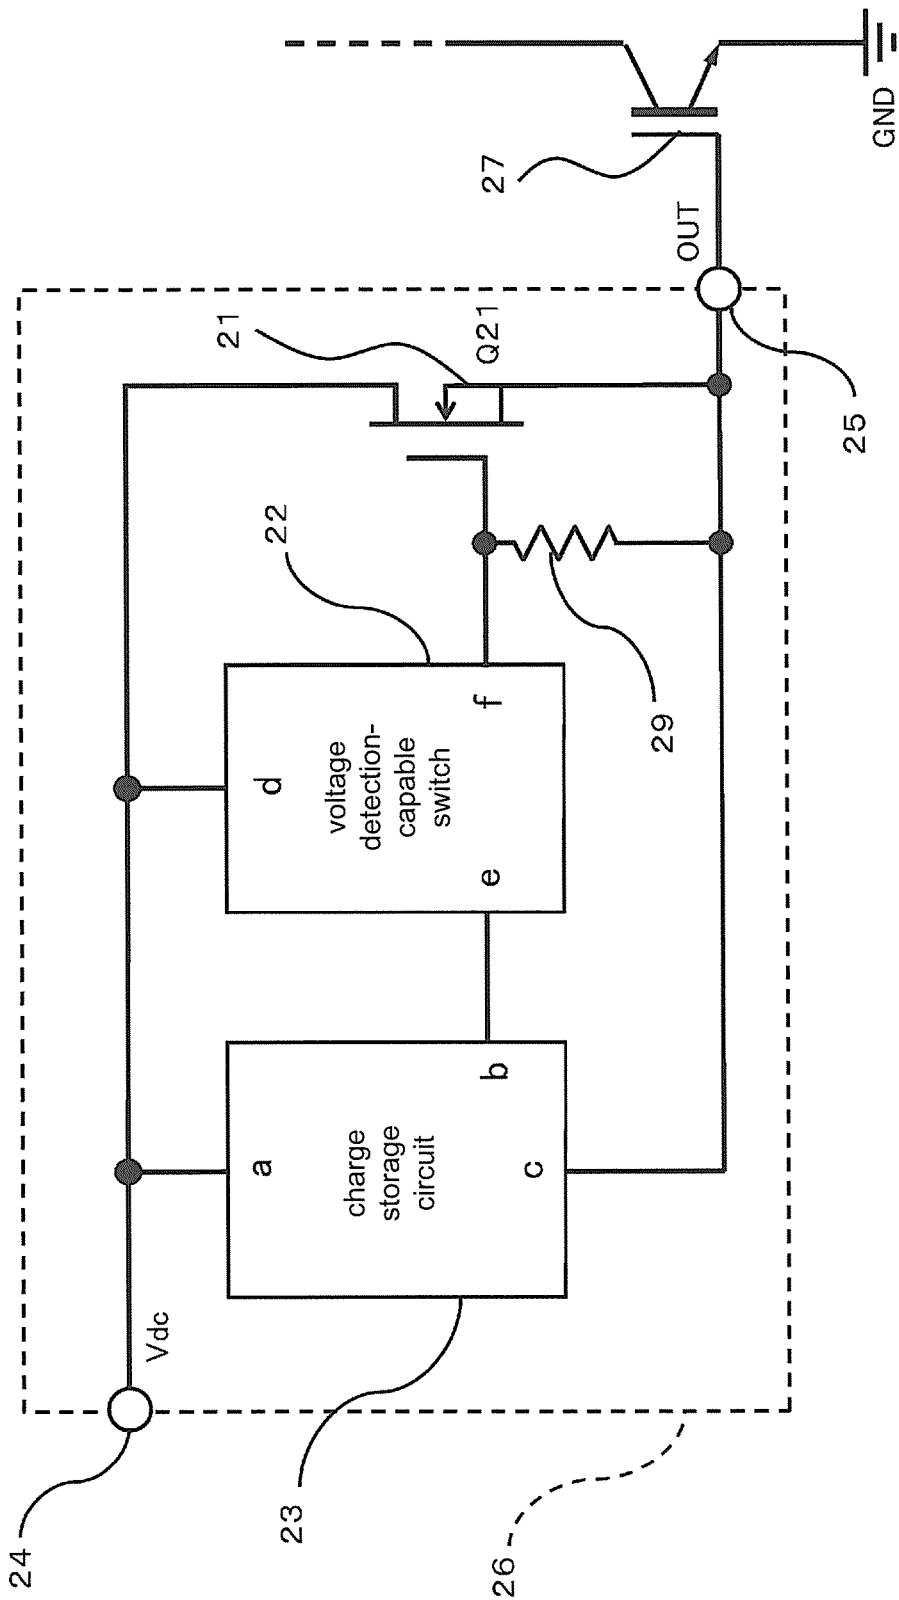 24
Vdc
23
a
charge
storage
circuit
b
c
26
22
d
voltage
detection-
capable
switch
e
f
29
21
Q21
25
OUT
27
GND